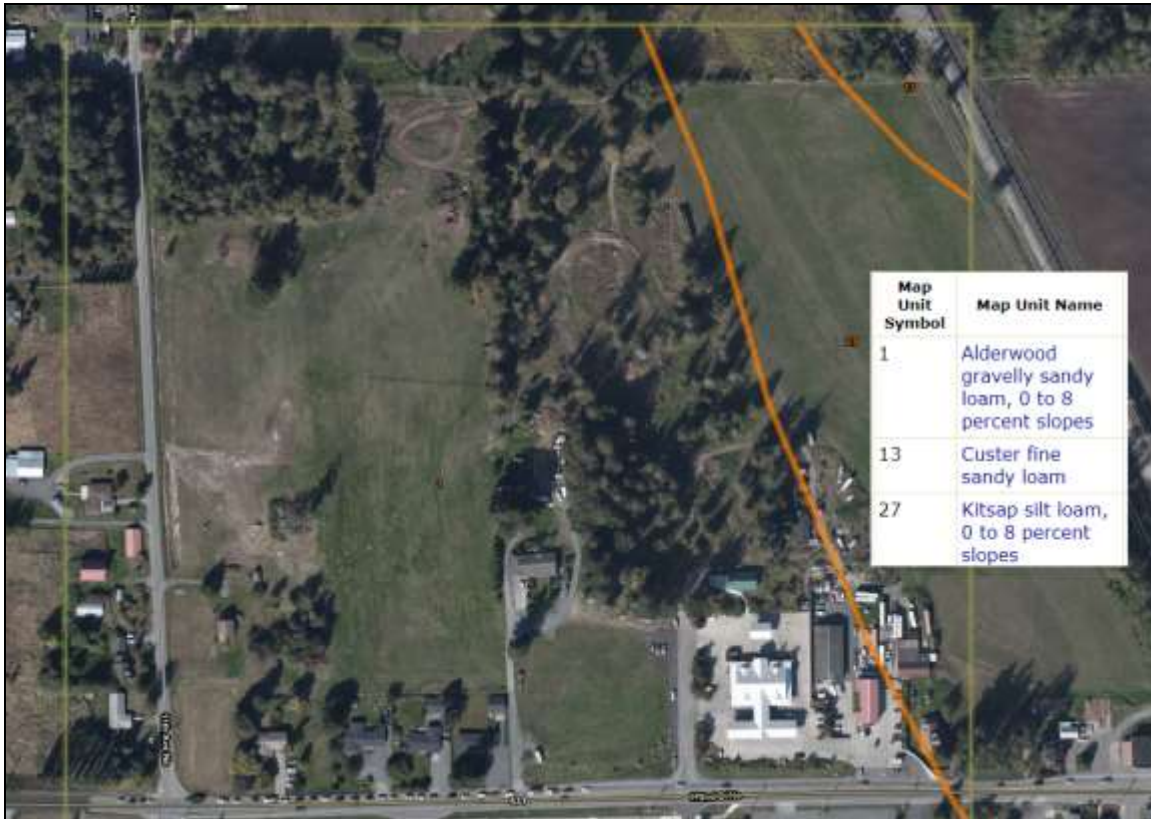 Map
Unit
Symbol
Map Unit Name
1
Alderwood
gravelly sandy
loam, 0 to 8
percent slopes
13
Custer fine
sandy loam
27
Kitsap silt loam,
0 to 8 percent
slopes